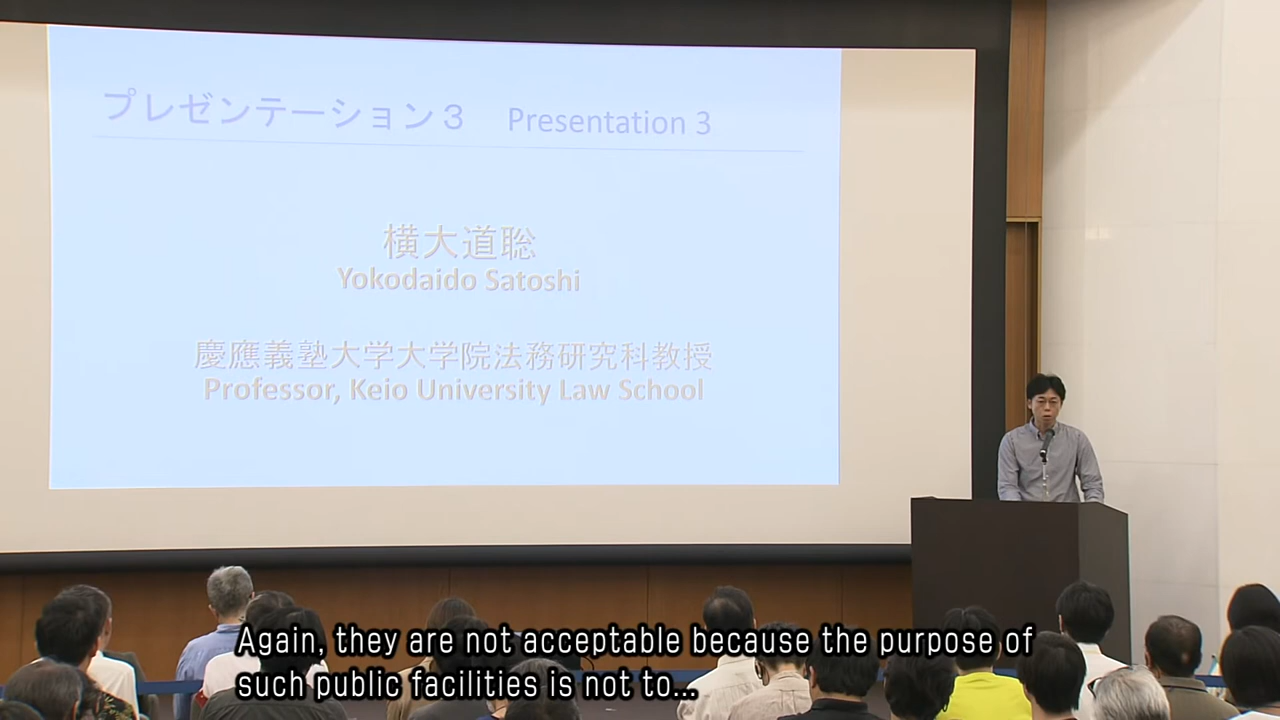 プレゼンテーション３ Presentation 3
横大道聡
Yokodaido Satoshi
慶應義塾大学大学院法務研究科教授
Professor, Keio University Law School
Again, they are not acceptable because the purpose of
such public facilities is not to...